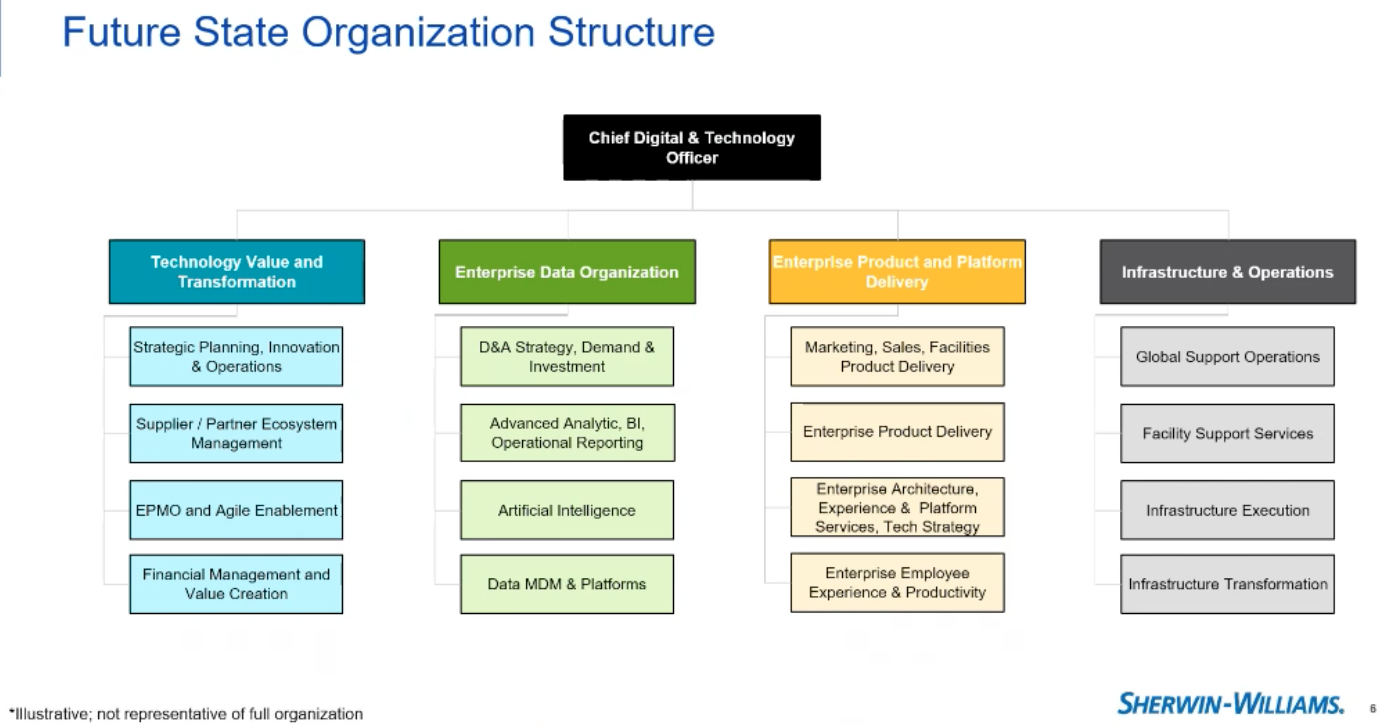 Future State Organization Structure
Chief Digital & Technology
Officer
Technology Value and
Transformation
Strategic Planning, Innovation
& Operations
Supplier / Partner Ecosystem
Management
EPMO and Agile Enablement
Financial Management and
Value Creation
Enterprise Data Organization
D&A Strategy, Demand &
Investment
Advanced Analytic, BI,
Operational Reporting
Artificial Intelligence
Data MDM & Platforms
Enterprise Product and Platform
Delivery
Marketing, Sales, Facilities
Product Delivery
Enterprise Product Delivery
Enterprise Architecture,
Experience & Platform
Services, Tech Strategy
Enterprise Employee
Experience & Productivity
Infrastructure & Operations
Global Support Operations
Facility Support Services
Infrastructure Execution
Infrastructure Transformation
*Illustrative; not representative of full organization
SHERWIN-WILLIAMS.
6